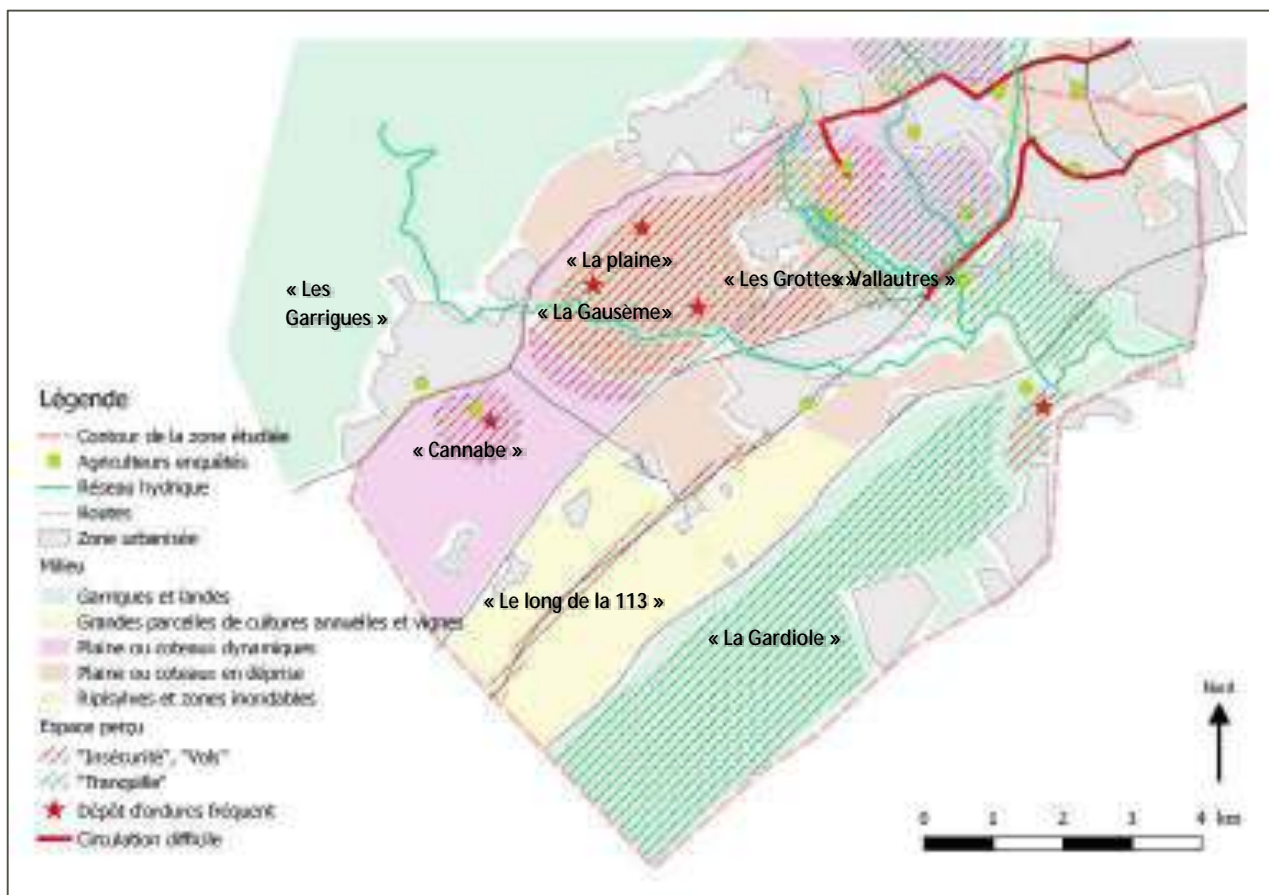 « La plaine»
« Les Grottes»
« Vallautres »
« Les
Garrigues »
« La Gausème»
« Cannabe »
« Le long de la 113 »
« La Gardiole »
Légende
Contour de la zone étudiée
Agriculteurs enquêtés
Réseau hydrique
Routes
Zone urbanisée
Milieu
Garrigues et landes
Grandes parcelles de cultures annuelles et vignes
Plaine ou coteaux dynamiques
Plaine ou coteaux en déprise
Ripisylves et zones inondables
Espace perçu
"Insécurité", "Vols"
"Tranquille"
Dépôt d'ordures fréquent
Circulation difficile
Nord
0 1 2 3 4 km